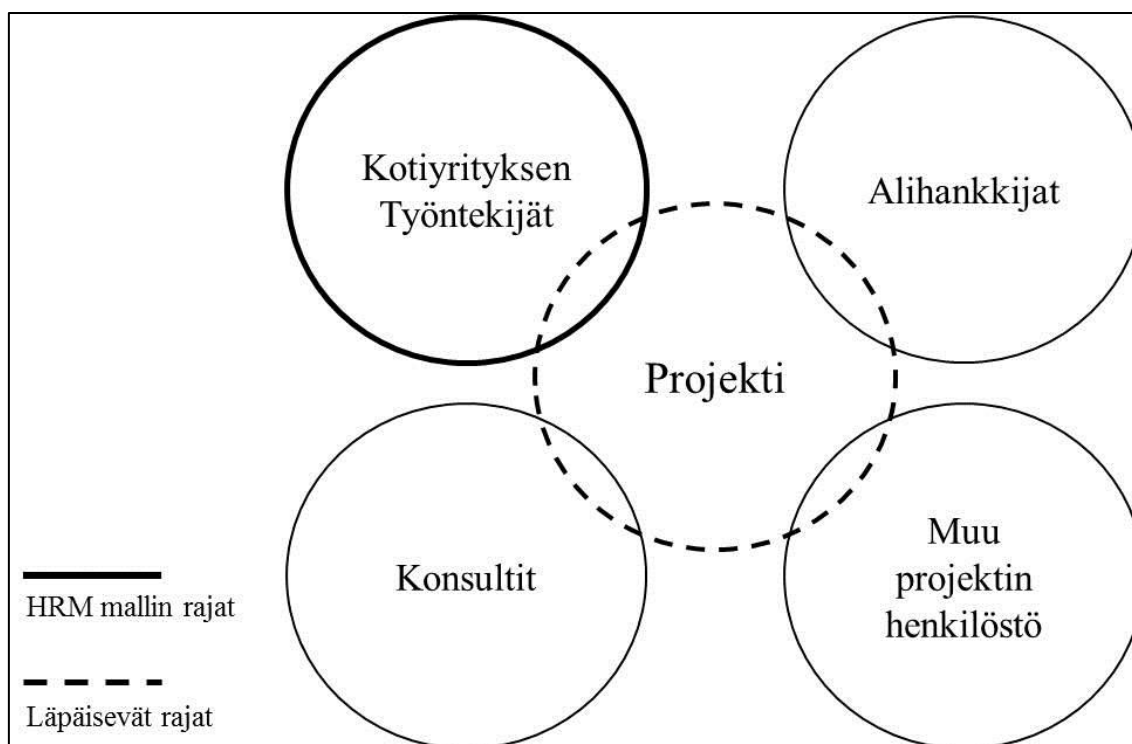 Kotiyrityksen
Työntekijät
Alihankkijat
Projekti
Konsultit
Muu
projektin
henkilöstö
HRM mallin rajat
Läpäisevät rajat